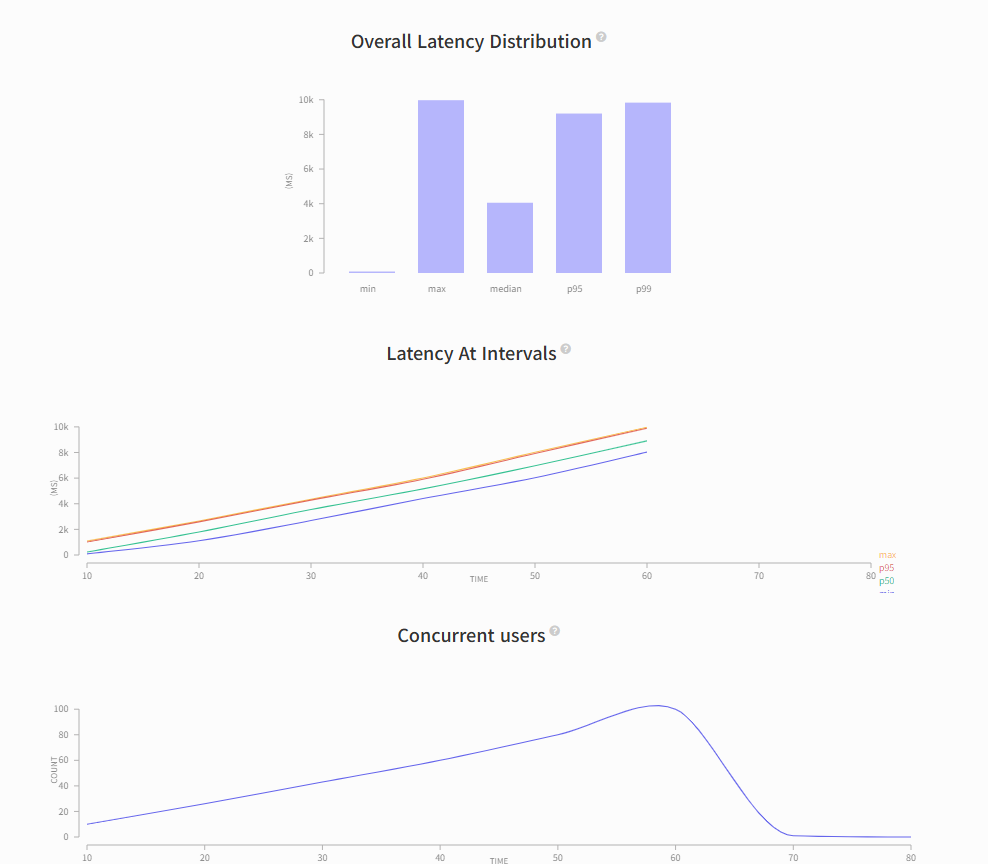 Overall Latency Distribution ?
10k
8k
6k
4k
2k
0
(MS)
min max median p95 p99
Latency At Intervals ?
10k
8k
6k
4k
2k
0
(MS)
10 20 30 40 50 60 70 80
TIME
max
p95
p50
min
Concurrent users ?
100
80
60
40
20
0
COUNT
10 20 30 40 50 60 70 80
TIME